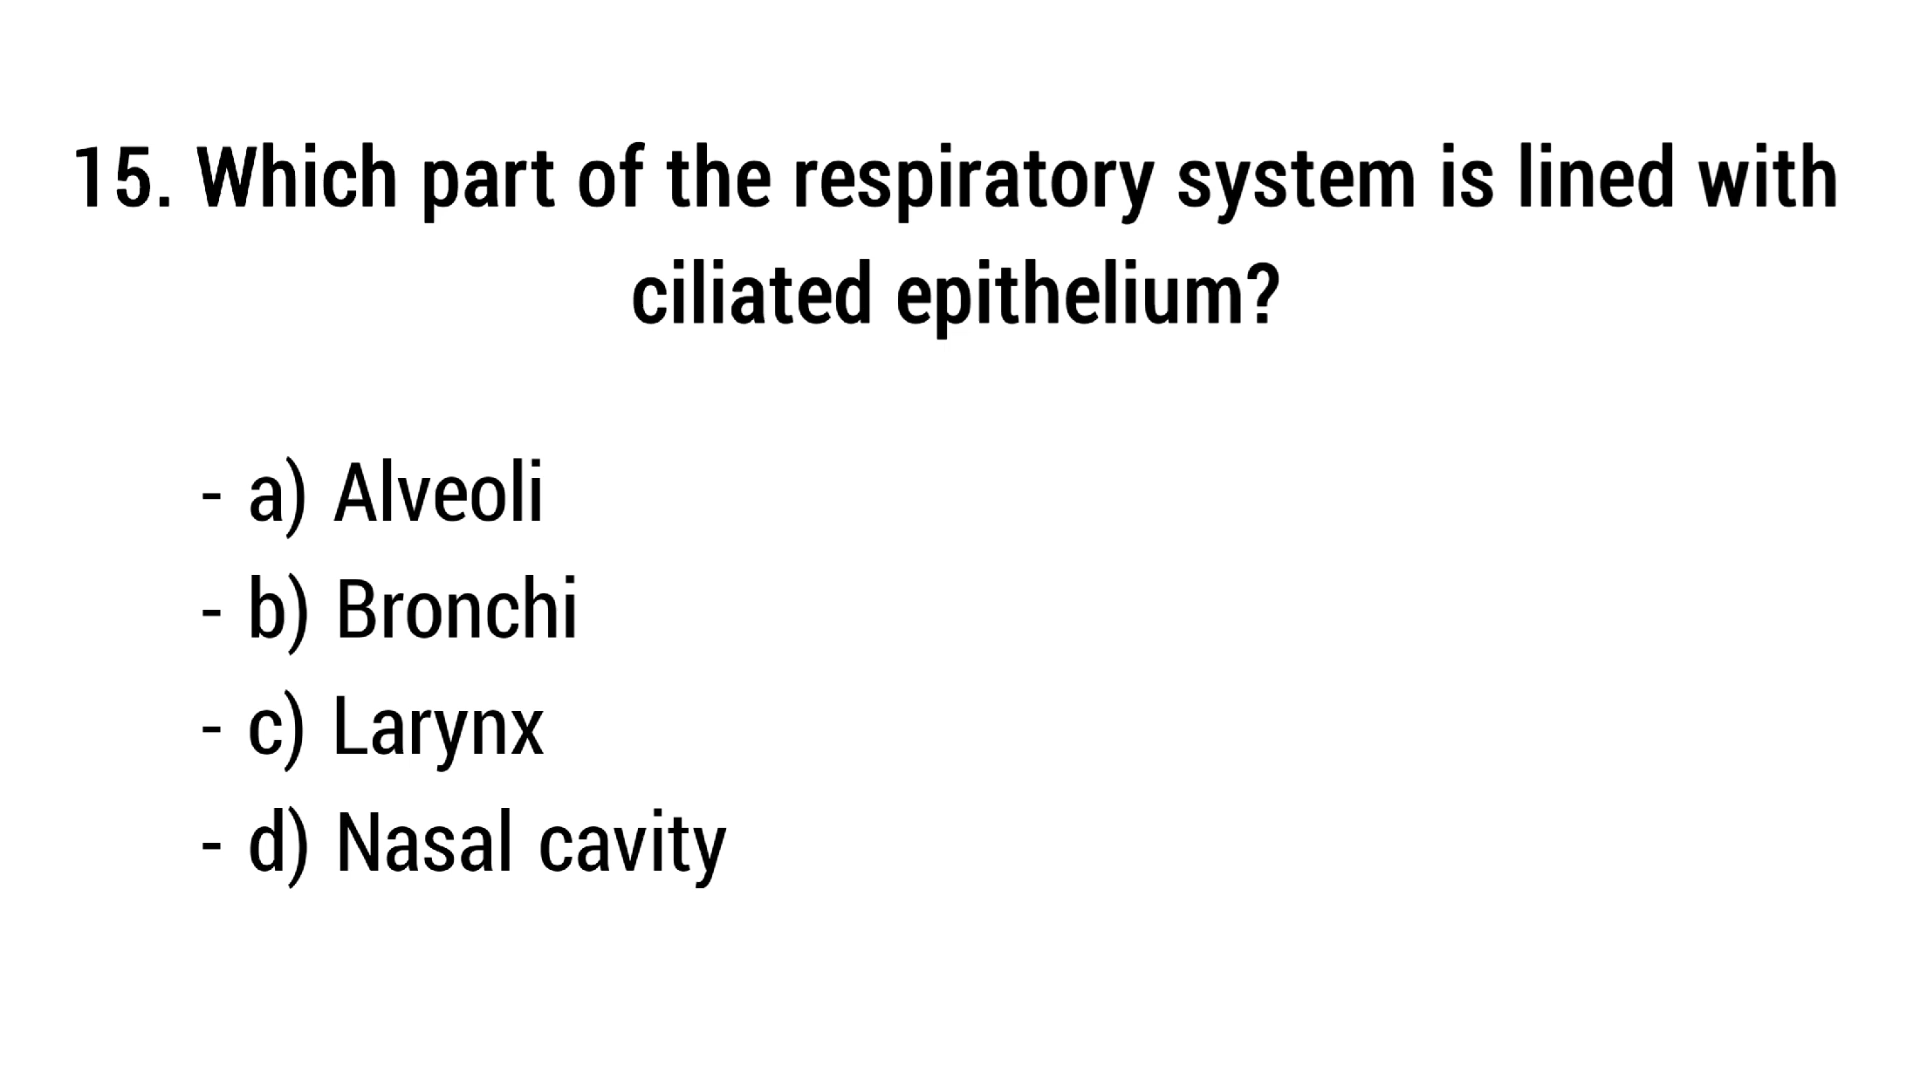 15. Which part of the respiratory system is lined with
ciliated epithelium?
- a) Alveoli
- b) Bronchi
- c) Larynx
- d) Nasal cavity